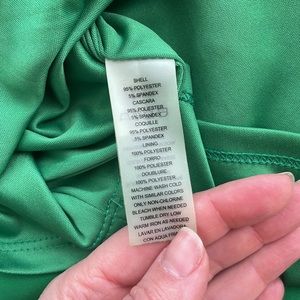 SHELL
95% POLYESTER
5% SPANDEX
CASCARA
95% POLIESTER
5% SPANDEX
COQUILLE
95% POLYESTER
5% SPANDEX
LINING
100% POLYESTER
FORRO
100% POLIESTER
DOUBLURE
100% POLYESTER
MACHINE WASH COLD
WITH SIMILAR COLORS
ONLY NON-CHLORINE
BLEACH WHEN NEEDED
TUMBLE DRY LOW
WARM IRON AS NEEDED
LAVAR EN LAVADORA
CON AGUA FRIA